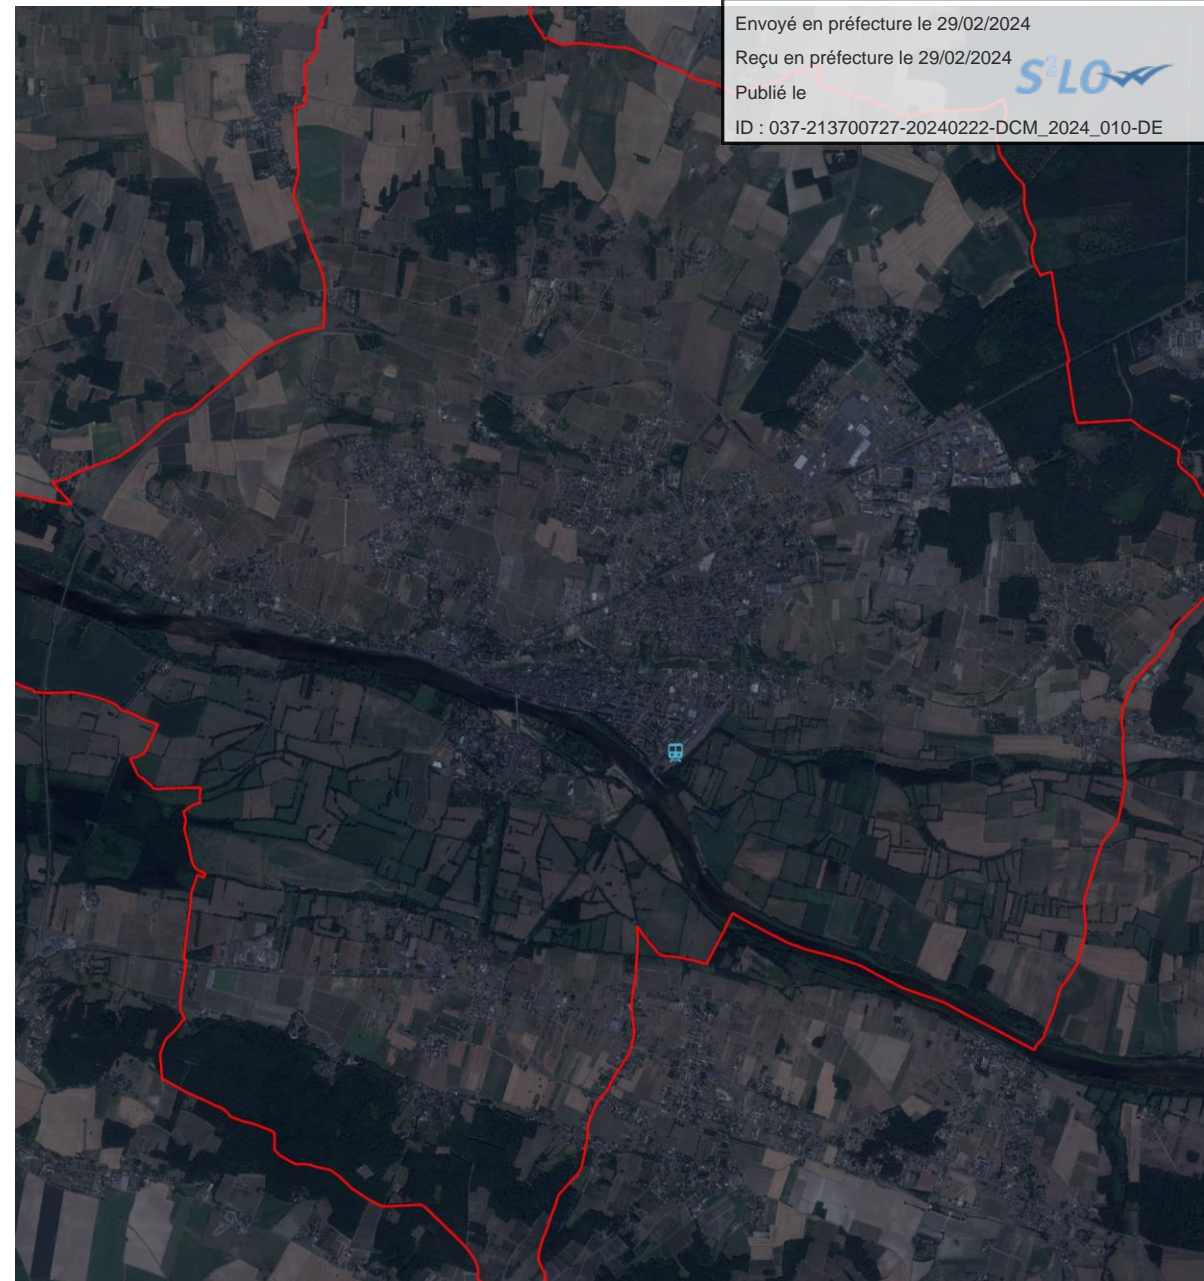 Envoyé en préfecture le 29/02/2024
Reçu en préfecture le 29/02/2024
S²LO
Publié le
ID : 037-213700727-20240222-DCM_2024_010-DE